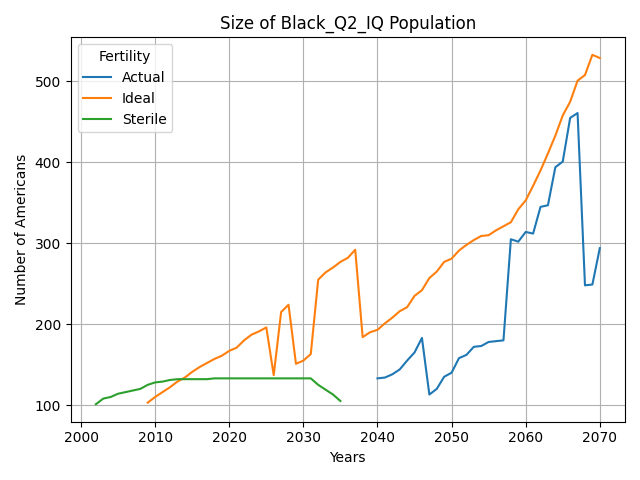 Size of Black_Q2_IQ Population
Fertility
Actual
Ideal
Sterile
Number of Americans
500
400
300
200
100
2000 2010 2020 2030 2040 2050 2060 2070
Years